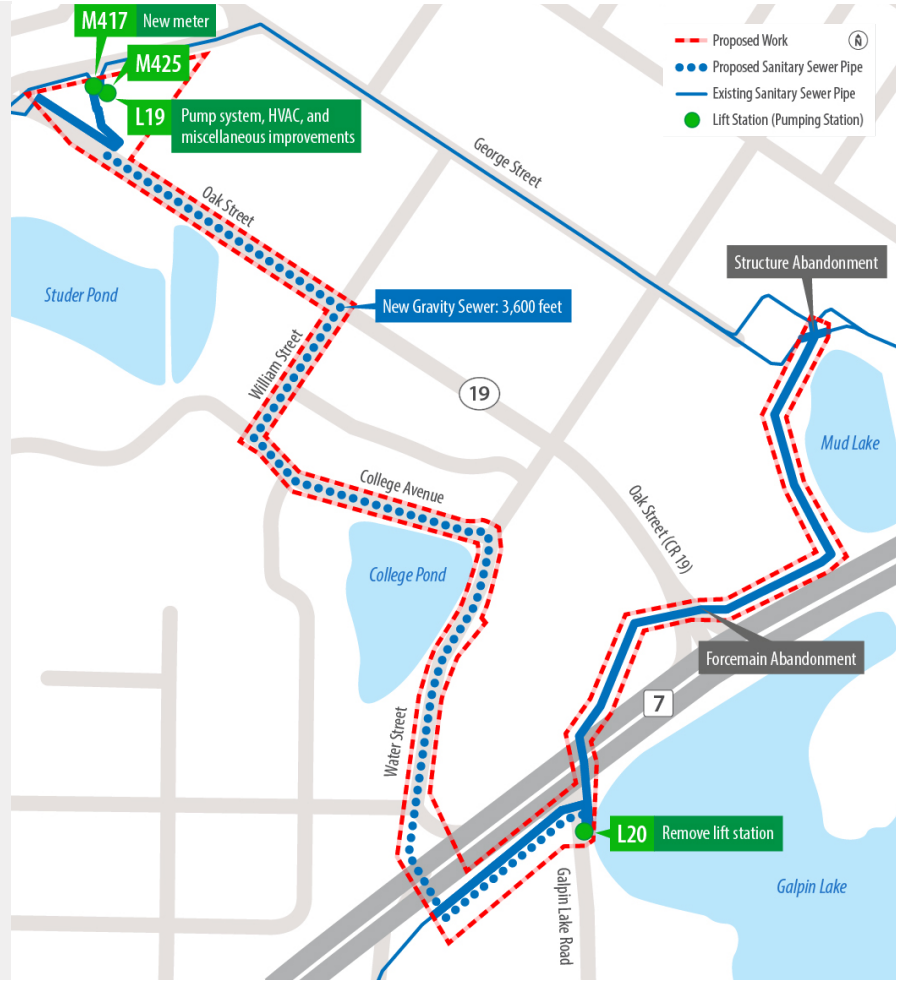 M417 New meter
M425
L19 Pump system, HVAC, and
miscellaneous improvements
Proposed Work
N
Proposed Sanitary Sewer Pipe
Existing Sanitary Sewer Pipe
Lift Station (Pumping Station)
George Street
Oak Street
Structure Abandonment
Studer Pond
New Gravity Sewer: 3,600 feet
William Street
19
Mud Lake
College Avenue
Oak Street (CR 19)
College Pond
Forcemain Abandonment
7
Water Street
L20 Remove lift station
Galpin Lake
Galpin Lake Road